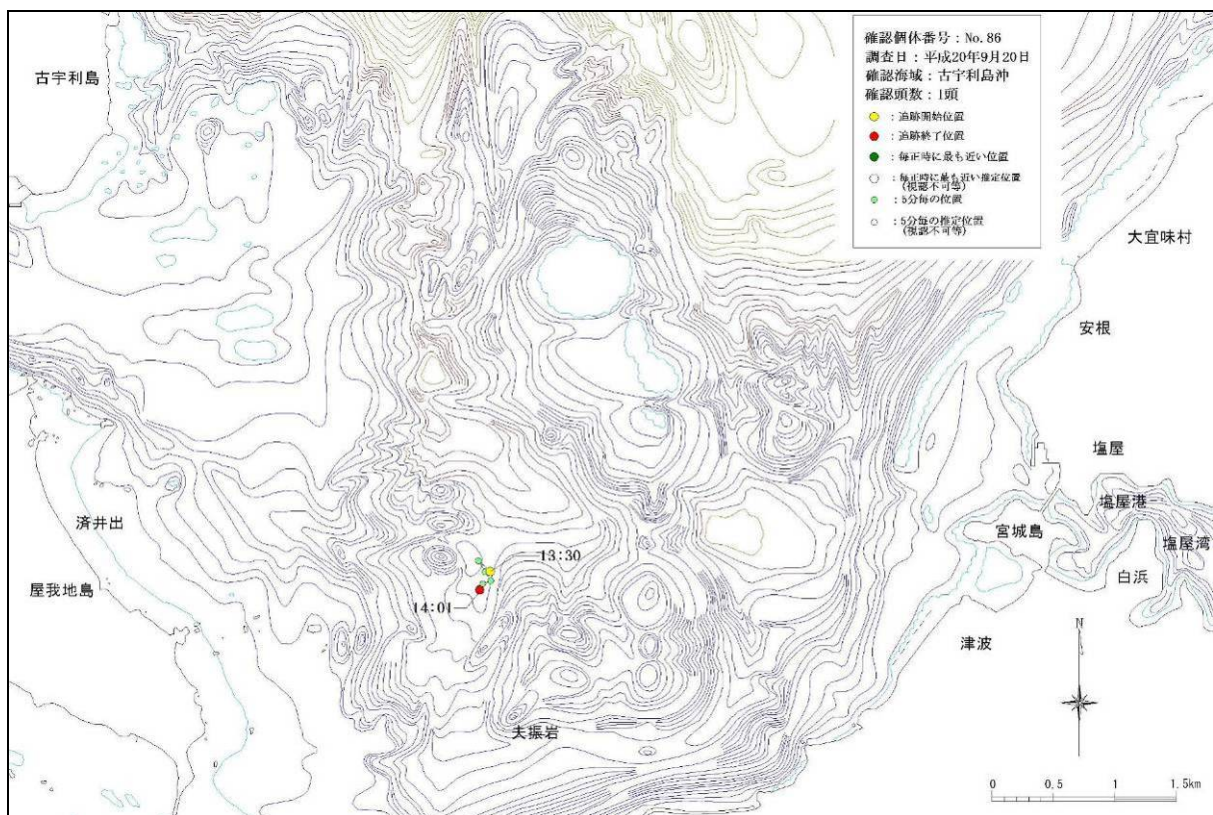 確認個体番号：No.86
調査日：平成20年9月20日
確認海域：古宇利島沖
確認頭数：1頭
：追跡開始位置
：追跡終了位置
：毎正時に最も近い位置
：毎正時に最も近い推定位置
(視認不可等)
：5分毎の位置
：5分毎の推定位置
(視認不可等)
古宇利島
大宜味村
安根
塩屋
塩屋港
宮城島
塩屋湾
済井出
白浜
13:30
屋我地島
14:01
津波
N
夫振岩
0 0.5 1 1.5km